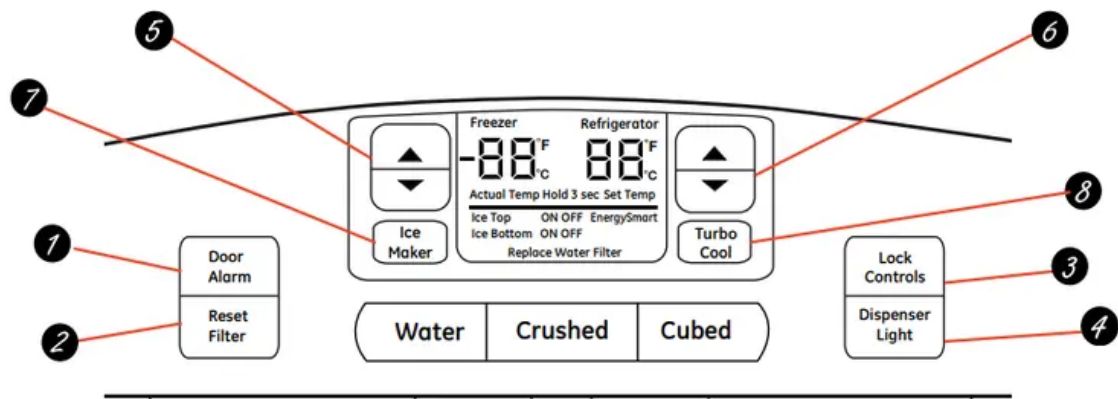 5
6
7
Freezer Refrigerator
-88 °F °C 88 °F °C
Actual Temp Hold 3 sec Set Temp
8
Ice Top ON OFF EnergySmart
Ice Bottom ON OFF
Replace Water Filter
Ice
Maker
Turbo
Cool
1
Door
Alarm
Lock
Controls
3
Reset
Filter
2
Dispenser
Light
4
Water Crushed Cubed